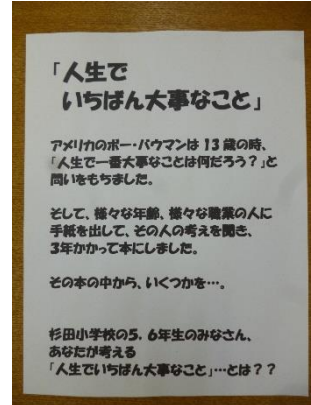 「人生で
いちばん大事なこと」
アメリカのボー・バウマンは13歳の時、
「人生で一番大事なことは何だろう？」と
問いをもちました。
そして、様々な年齢、様々な職業の人に
手紙を出して、その人の考えを聞き、
3年かかって本にしました。
その本の中から、いくつかを…。
杉田小学校の5．6年生のみなさん、
あなたが考える
「人生でいちばん大事なこと」…とは？？